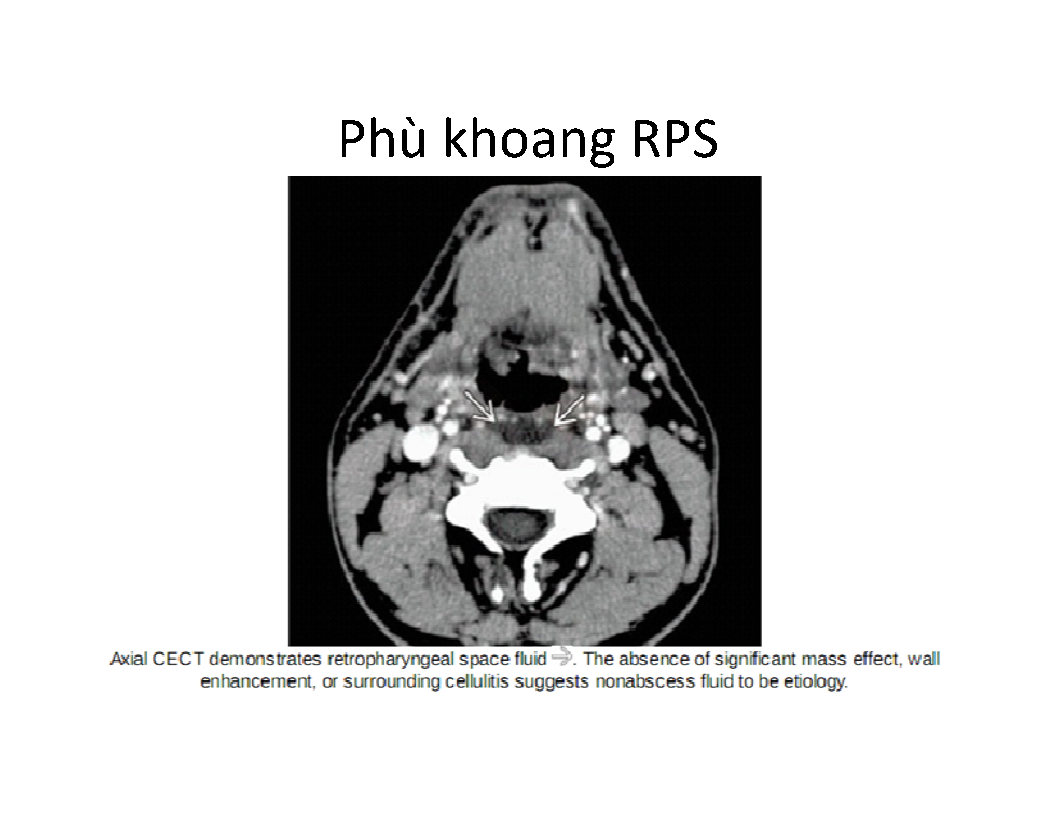 Phù khoang RPS
Axial CECT demonstrates retropharyngeal space fluid ➔. The absence of significant mass effect, wall
enhancement, or surrounding cellulitis suggests nonabscess fluid to be etiology.